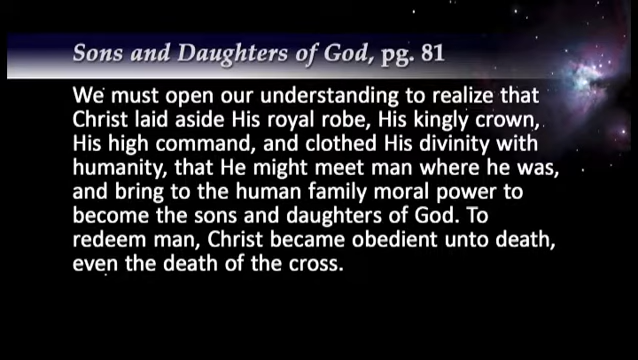 Sons and Daughters of God, pg. 81
We must open our understanding to realize that
Christ laid aside His royal robe, His kingly crown,
His high command, and clothed His divinity with
humanity, that He might meet man where he was,
and bring to the human family moral power to
become the sons and daughters of God. To
redeem man, Christ became obedient unto death,
even the death of the cross.